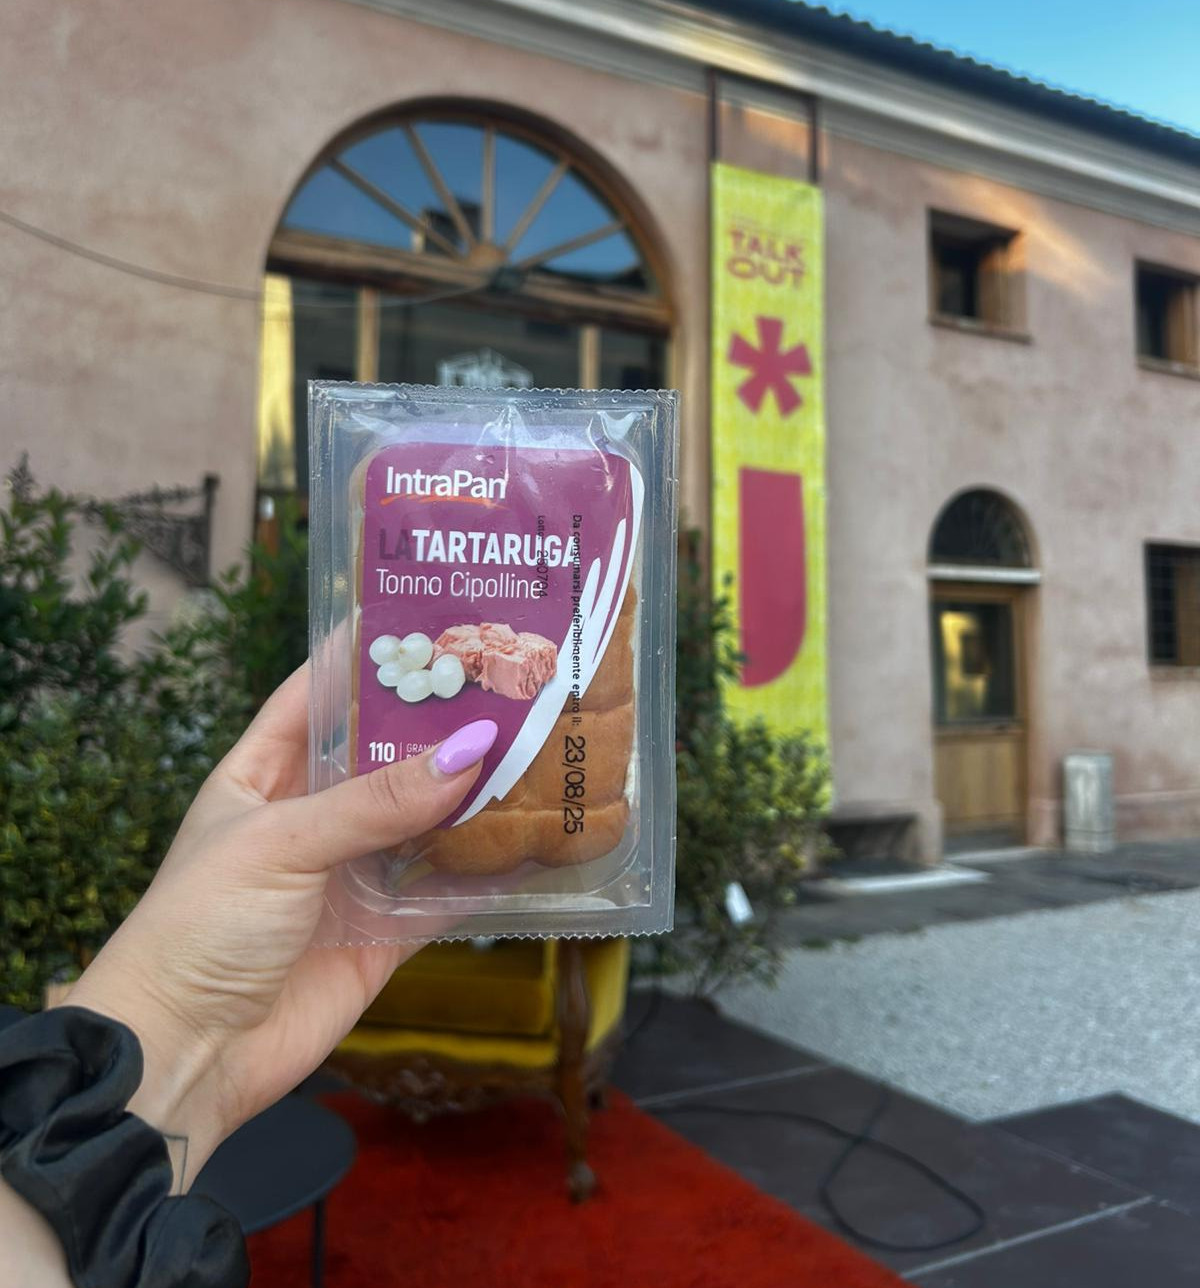 TALK
OUT
IntraPan
LA TARTARUGA
Tonno Cipolline
110
Da consumarsi preferibilmente entro il: 23/08/25